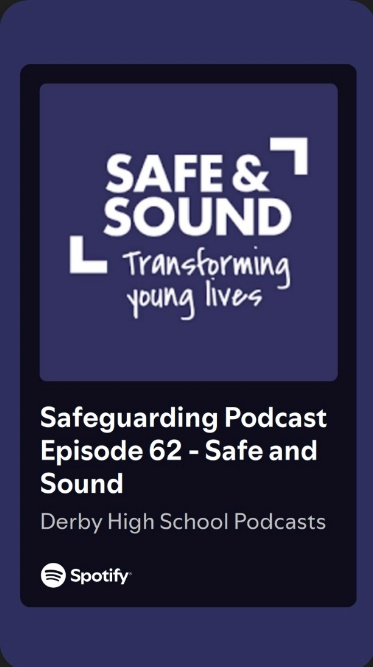 SAFE &
SOUND
Transforming
young lives
Safeguarding Podcast
Episode 62 - Safe and
Sound
Derby High School Podcasts
Spotify